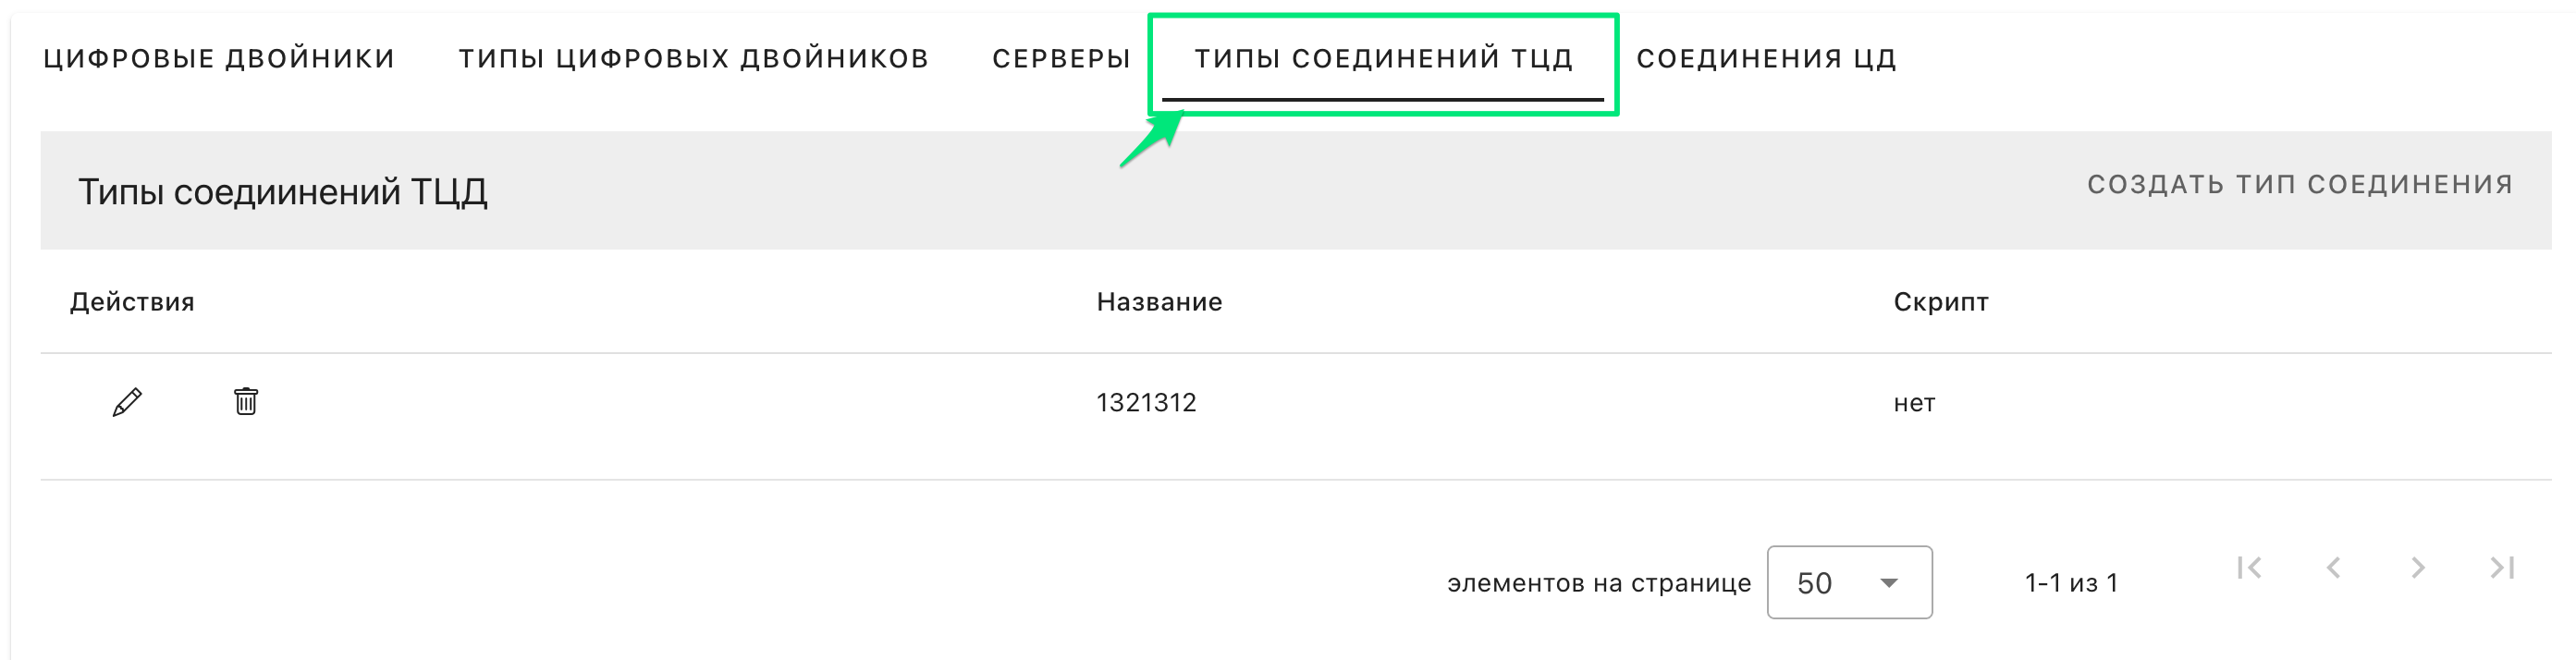 ЦИФРОВЫЕ ДВОЙНИКИ ТИПЫ ЦИФРОВЫХ ДВОЙНИКОВ СЕРВЕРЫ ТИПЫ СОЕДИНЕНИЙ ТЦД СОЕДИНЕНИЯ ЦД
Типы соедиинений ТЦД СОЗДАТЬ ТИП СОЕДИНЕНИЯ
Действия Название Скрипт
1321312 нет
элементов на странице 50 1-1 из 1